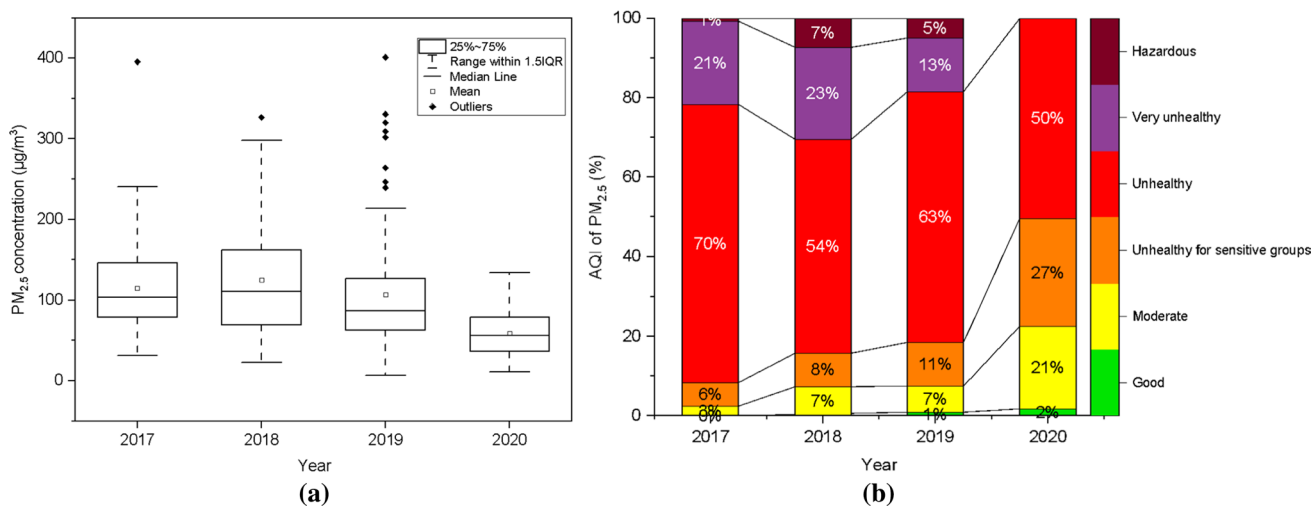 PM2.5 concentration (μg/m3)
400
300
200
100
0
25%~75%
Range within 1.5IQR
Median Line
Mean
Outliers
2017 2018 2019 2020
Year
(a)
AQI of PM2.5 (%)
100
80
60
40
20
0
1%
21%
70%
6%
0%
7%
23%
54%
8%
7%
5%
13%
63%
11%
7%
1%
50%
27%
21%
2%
2017 2018 2019 2020
Year
(b)
Hazardous
Very unhealthy
Unhealthy
Unhealthy for sensitive groups
Moderate
Good